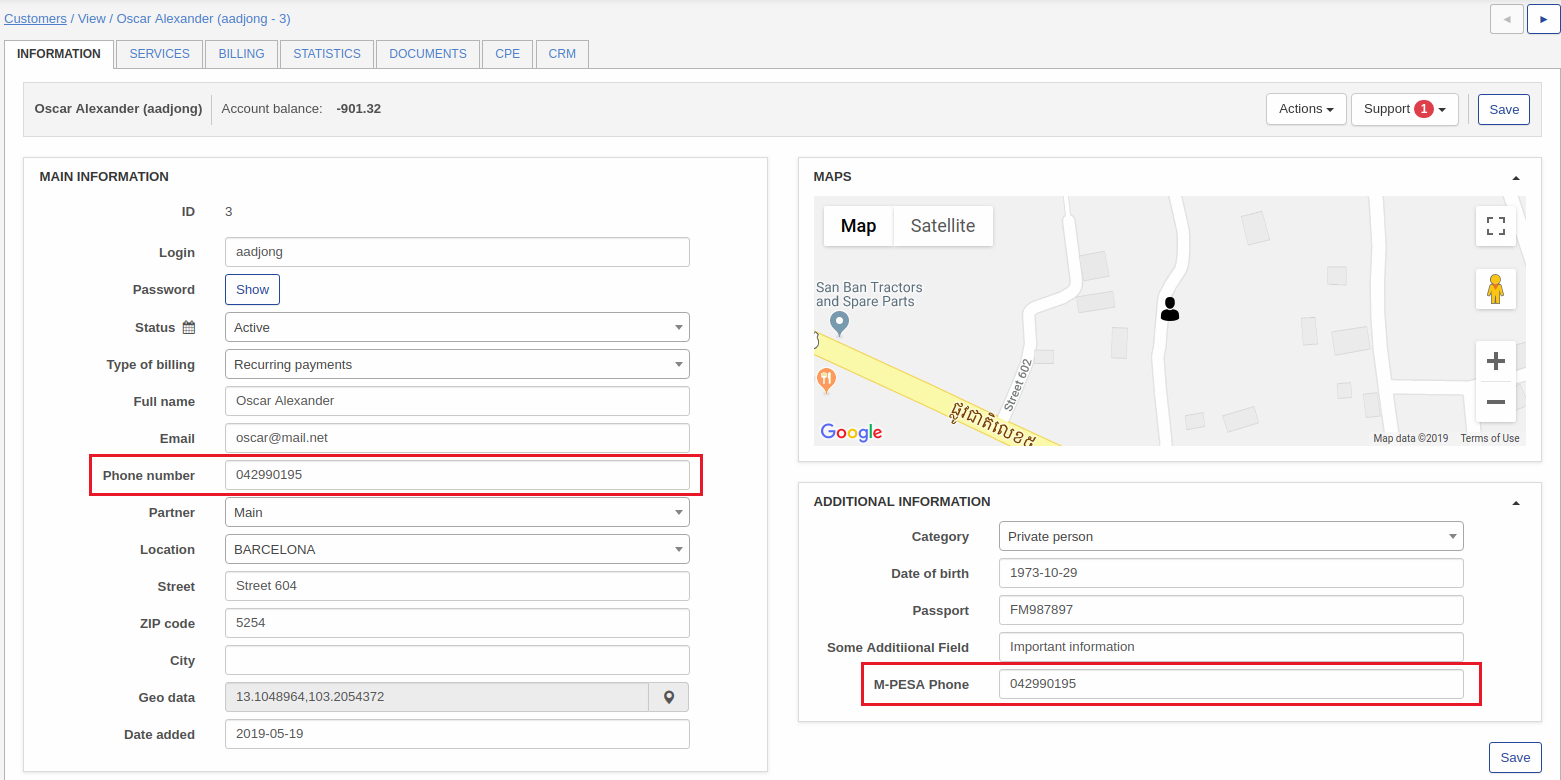 Customers / View / Oscar Alexander (aadjong - 3)
INFORMATION SERVICES BILLING STATISTICS DOCUMENTS CPE CRM
Oscar Alexander (aadjong) Account balance: -901.32 Actions Support 1 Save
MAIN INFORMATION
ID 3
Login aadjong
Password Show
Status Active
Type of billing Recurring payments
Full name Oscar Alexander
Email oscar@mail.net
Phone number 042990195
Partner Main
Location BARCELONA
Street Street 604
ZIP code 5254
City
Geo data 13.1048964,103.2054372
Date added 2019-05-19
MAPS
Map Satellite
San Ban Tractors
and Spare Parts
Street 602
ផ្លូវជាតិលេខ៥
Google
Map data ©2019 Terms of Use
ADDITIONAL INFORMATION
Category Private person
Date of birth 1973-10-29
Passport FM987897
Some Additiional Field Important information
M-PESA Phone 042990195
Save